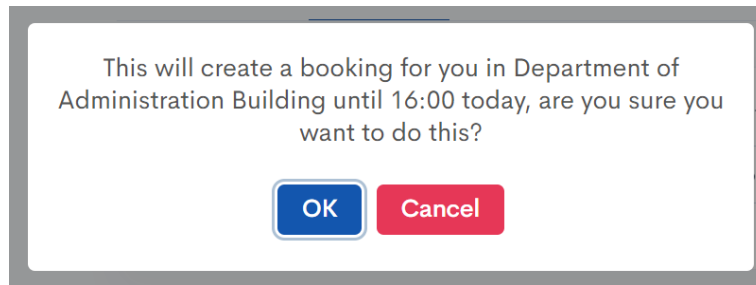 This will create a booking for you in Department of
Administration Building until 16:00 today, are you sure you
want to do this?
OK
Cancel